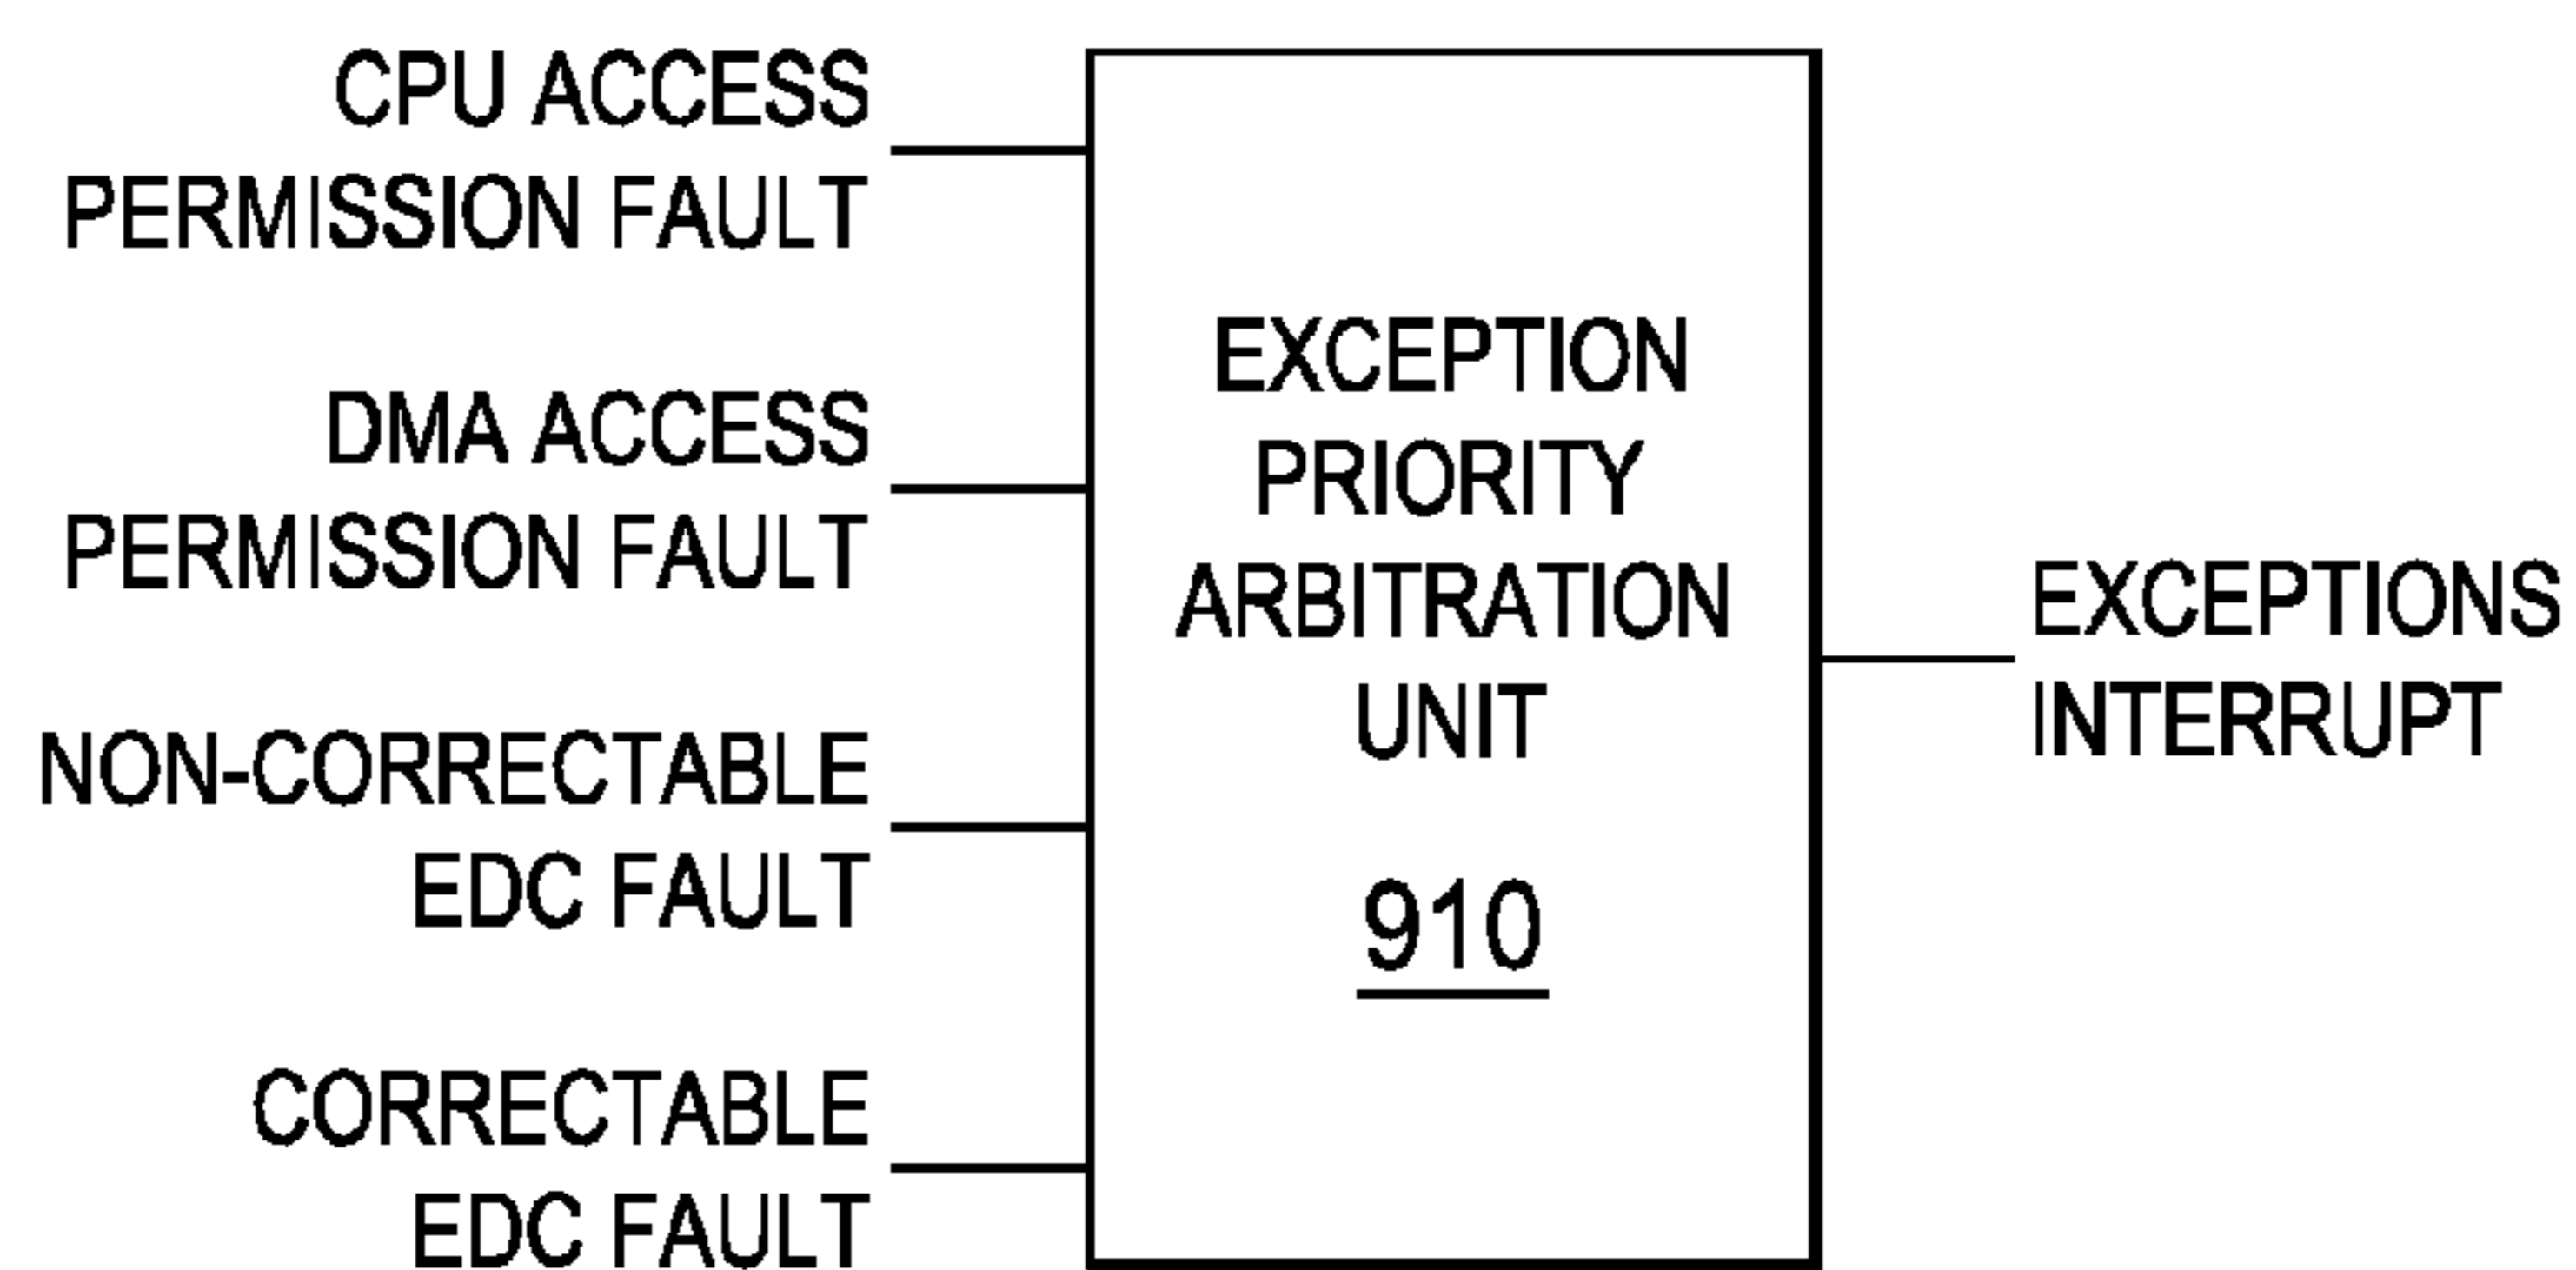 CPU ACCESS
PERMISSION FAULT
DMA ACCESS
PERMISSION FAULT
NON-CORRECTABLE
EDC FAULT
CORRECTABLE
EDC FAULT
EXCEPTION
PRIORITY
ARBITRATION
UNIT
910
EXCEPTIONS
INTERRUPT